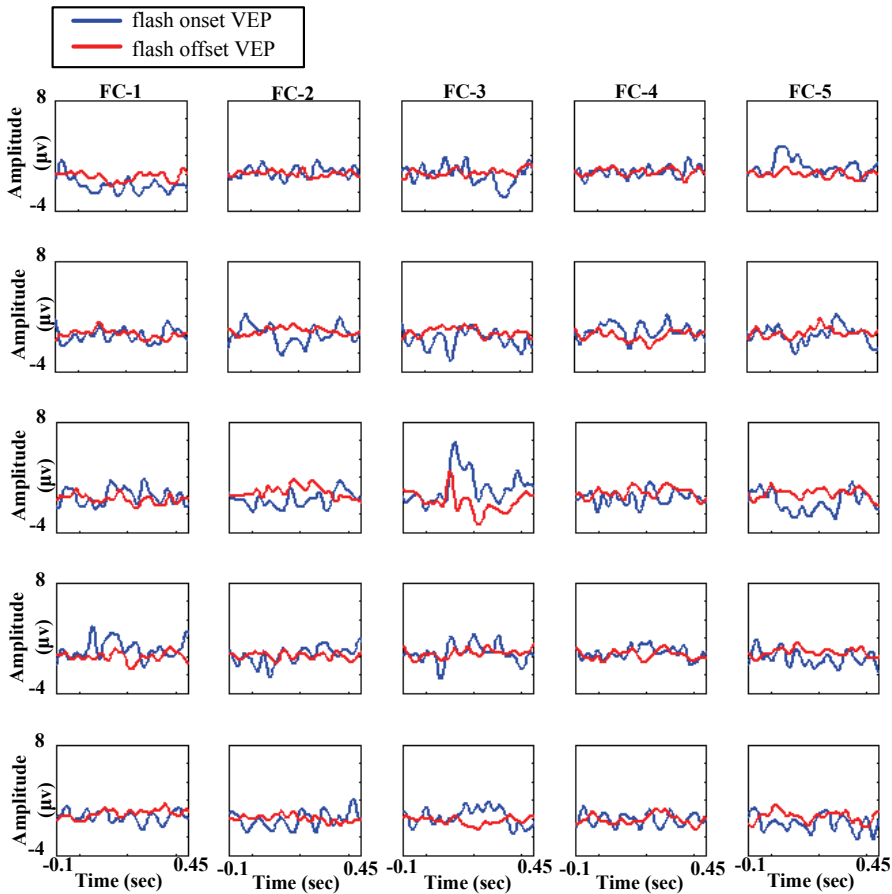 flash onset VEP
flash offset VEP
FC-1 FC-2 FC-3 FC-4 FC-5
8
Amplitude
(μv)
-4
8
Amplitude
(μv)
-4
8
Amplitude
(μv)
-4
8
Amplitude
(μv)
-4
8
Amplitude
(μv)
-4
-0.1 0.45 -0.1 0.45 -0.1 0.45 -0.1 0.45 -0.1 0.45
Time (sec) Time (sec) Time (sec) Time (sec) Time (sec)